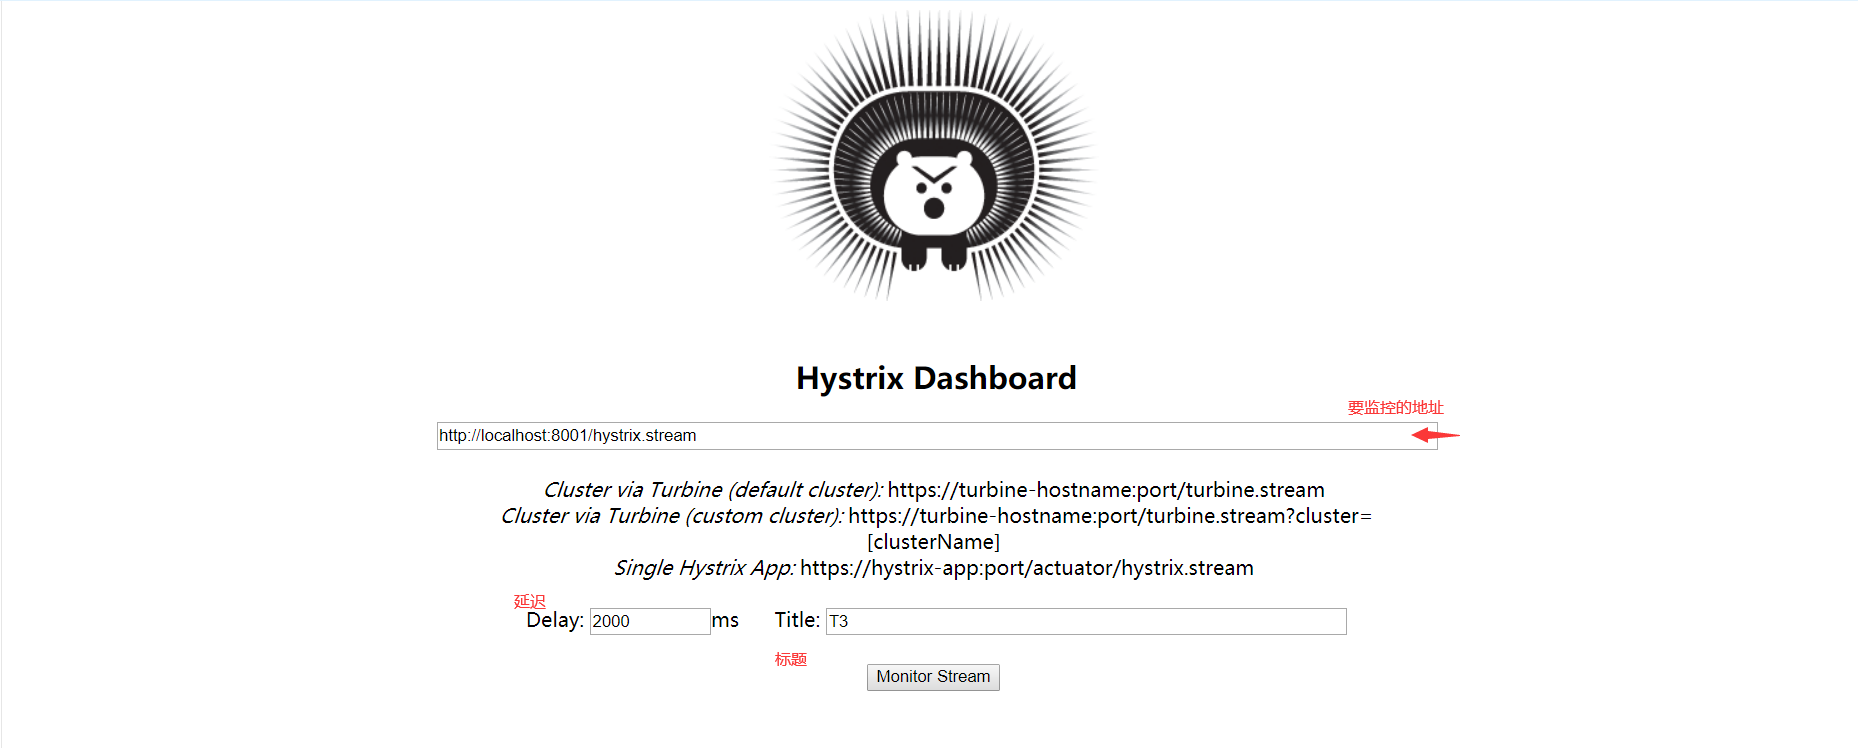 Hystrix Dashboard
要监控的地址
http://localhost:8001/hystrix.stream
Cluster via Turbine (default cluster): https://turbine-hostname:port/turbine.stream
Cluster via Turbine (custom cluster): https://turbine-hostname:port/turbine.stream?cluster=
[clusterName]
Single Hystrix App: https://hystrix-app:port/actuator/hystrix.stream
延迟
Delay: 2000 ms Title: T3
标题
Monitor Stream